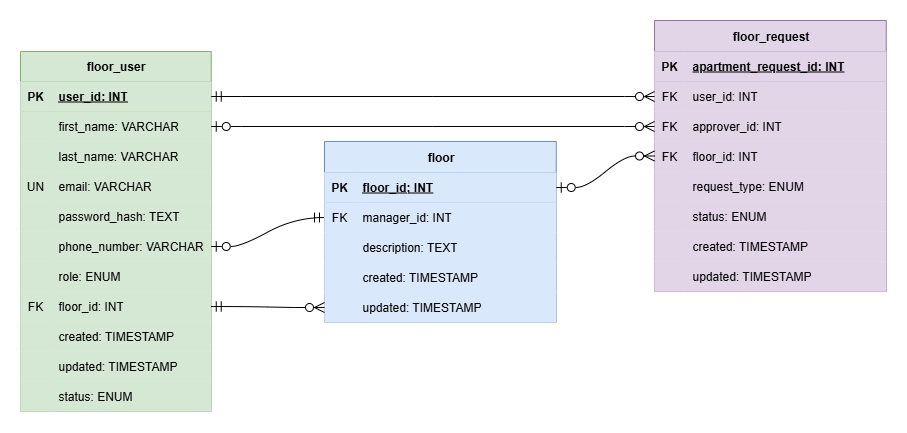 floor_user
PK user_id: INT
first_name: VARCHAR
last_name: VARCHAR
UN email: VARCHAR
password_hash: TEXT
phone_number: VARCHAR
role: ENUM
FK floor_id: INT
created: TIMESTAMP
updated: TIMESTAMP
status: ENUM
floor
PK floor_id: INT
FK manager_id: INT
description: TEXT
created: TIMESTAMP
updated: TIMESTAMP
floor_request
PK apartment_request_id: INT
FK user_id: INT
FK approver_id: INT
FK floor_id: INT
request_type: ENUM
status: ENUM
created: TIMESTAMP
updated: TIMESTAMP